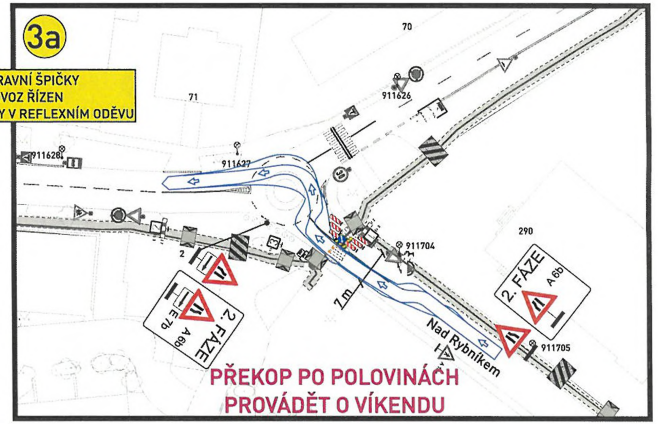 3a
RAVNÍ ŠPIČKY
VOZ ŘÍZEN
Y V REFLEXNÍM ODĚVU
70
71
911626
911628
911627
30
911704
290
2
7 m
2. FÁZE
A 6b
E 7b
A 6b
2. FÁZE
Nad Rybníkem
911705
PŘEKOP PO POLOVINÁCH
PROVÁDĚT O VÍKENDU